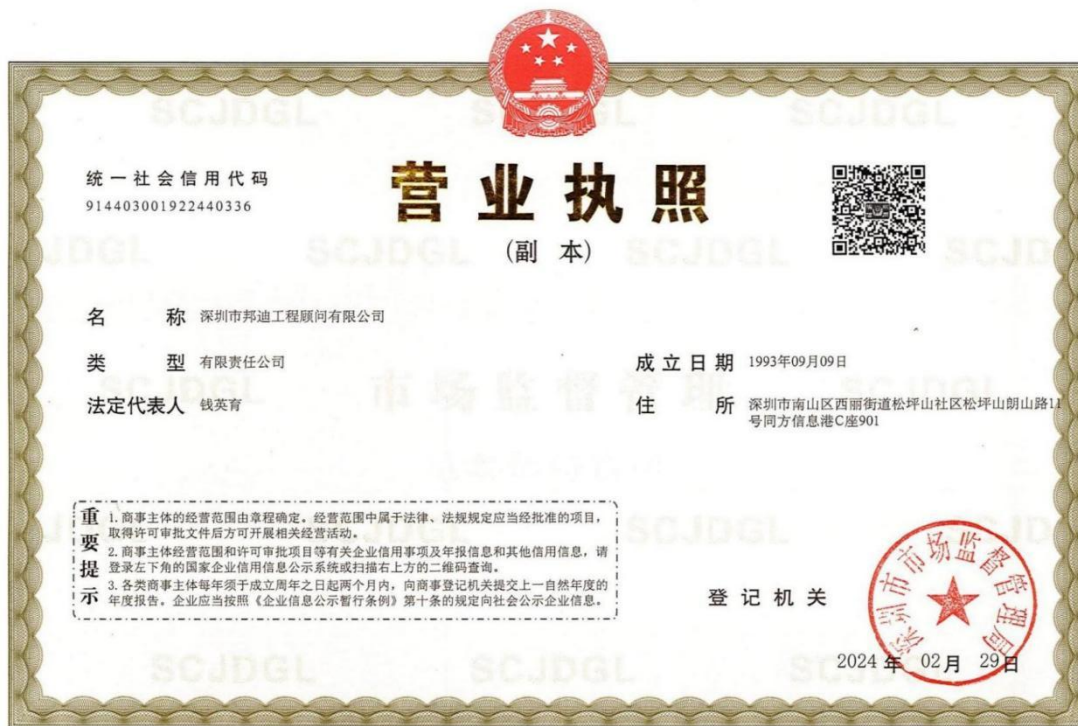 统一社会信用代码
914403001922440336
营业执照
(副 本)
名 称 深圳市邦迪工程顾问有限公司
类 型 有限责任公司
法定代表人 钱英育
成立日期 1993年09月09日
住 所 深圳市南山区西丽街道松坪山社区松坪山朗山路11
号同方信息港C座901
重要提示
1.商事主体的经营范围由章程确定。经营范围中属于法律、法规规定应当经批准的项目,
取得许可审批文件后方可开展相关经营活动。
2.商事主体经营范围和许可审批项目等有关企业信用事项及年报信息和其他信用信息,请
登录左下角的国家企业信用信息公示系统或扫描右上方的二维码查询。
3.各类商事主体每年须于成立周年之日起两个月内,向商事登记机关提交上一自然年度的
年度报告。企业应当按照《企业信息公示暂行条例》第十条的规定向社会公示企业信息。
登记机关
深圳市市场监督管理局
2024 年 02月 29日
SCJDGL
市场监督管理